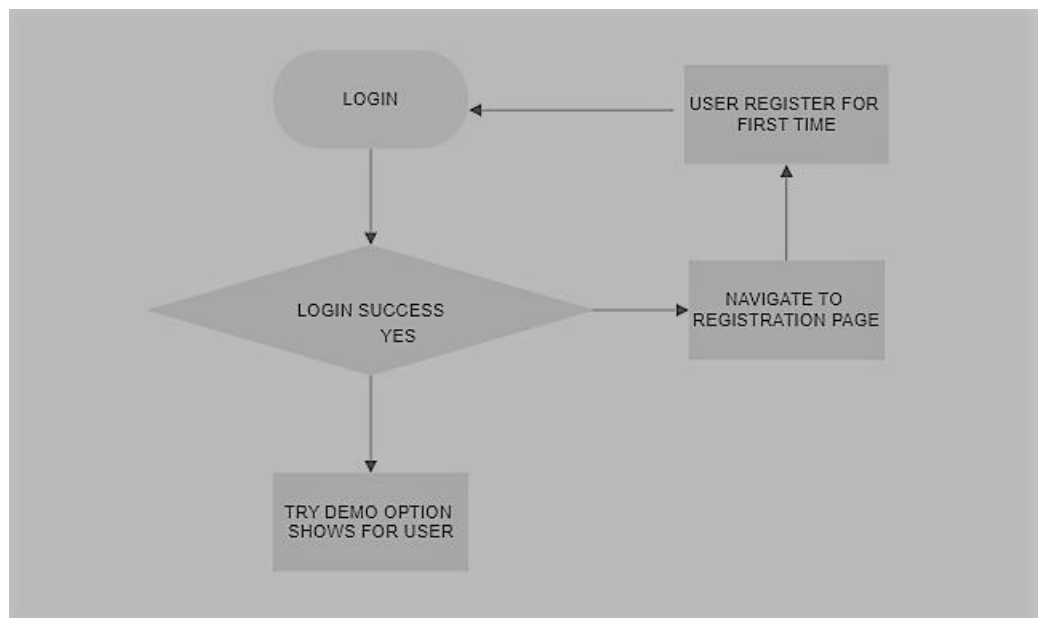 LOGIN
USER REGISTER FOR
FIRST TIME
LOGIN SUCCESS
YES
NAVIGATE TO
REGISTRATION PAGE
TRY DEMO OPTION
SHOWS FOR USER